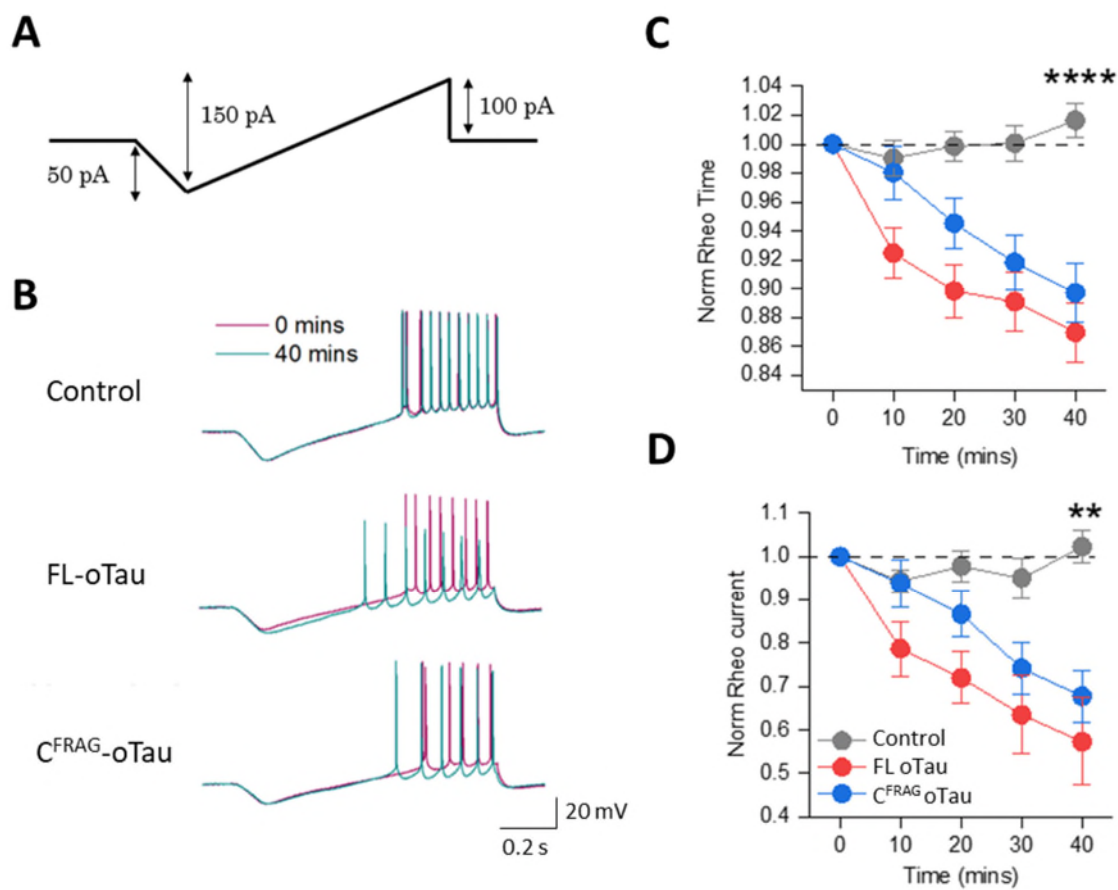 A
150 pA
100 pA
50 pA
B
0 mins
40 mins
Control
FL-oTau
C^FRAG-oTau
20 mV
0.2 s
C
****
1.04
1.02
1.00
0.98
0.96
0.94
0.92
0.90
0.88
0.86
0.84
Norm Rheo Time
0 10 20 30 40
Time (mins)
D
**
1.1
1.0
0.9
0.8
0.7
0.6
0.5
0.4
Norm Rheo current
Control
FL oTau
C^FRAG oTau
0 10 20 30 40
Time (mins)